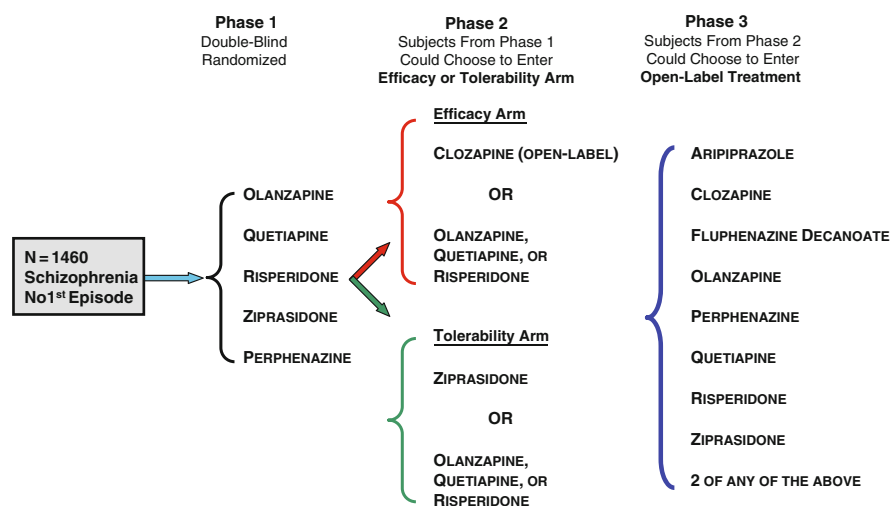 Phase 1
Double-Blind
Randomized
Phase 2
Subjects From Phase 1
Could Choose to Enter
Efficacy or Tolerability Arm
Phase 3
Subjects From Phase 2
Could Choose to Enter
Open-Label Treatment
N = 1460
Schizophrenia
No1st Episode
OLANZAPINE
QUETIAPINE
RISPERIDONE
ZIPRASIDONE
PERPHENAZINE
Efficacy Arm
CLOZAPINE (OPEN-LABEL)
OR
OLANZAPINE,
QUETIAPINE, OR
RISPERIDONE
Tolerability Arm
ZIPRASIDONE
OR
OLANZAPINE,
QUETIAPINE, OR
RISPERIDONE
ARIPIPRAZOLE
CLOZAPINE
FLUPHENAZINE DECANOATE
OLANZAPINE
PERPHENAZINE
QUETIAPINE
RISPERIDONE
ZIPRASIDONE
2 OF ANY OF THE ABOVE